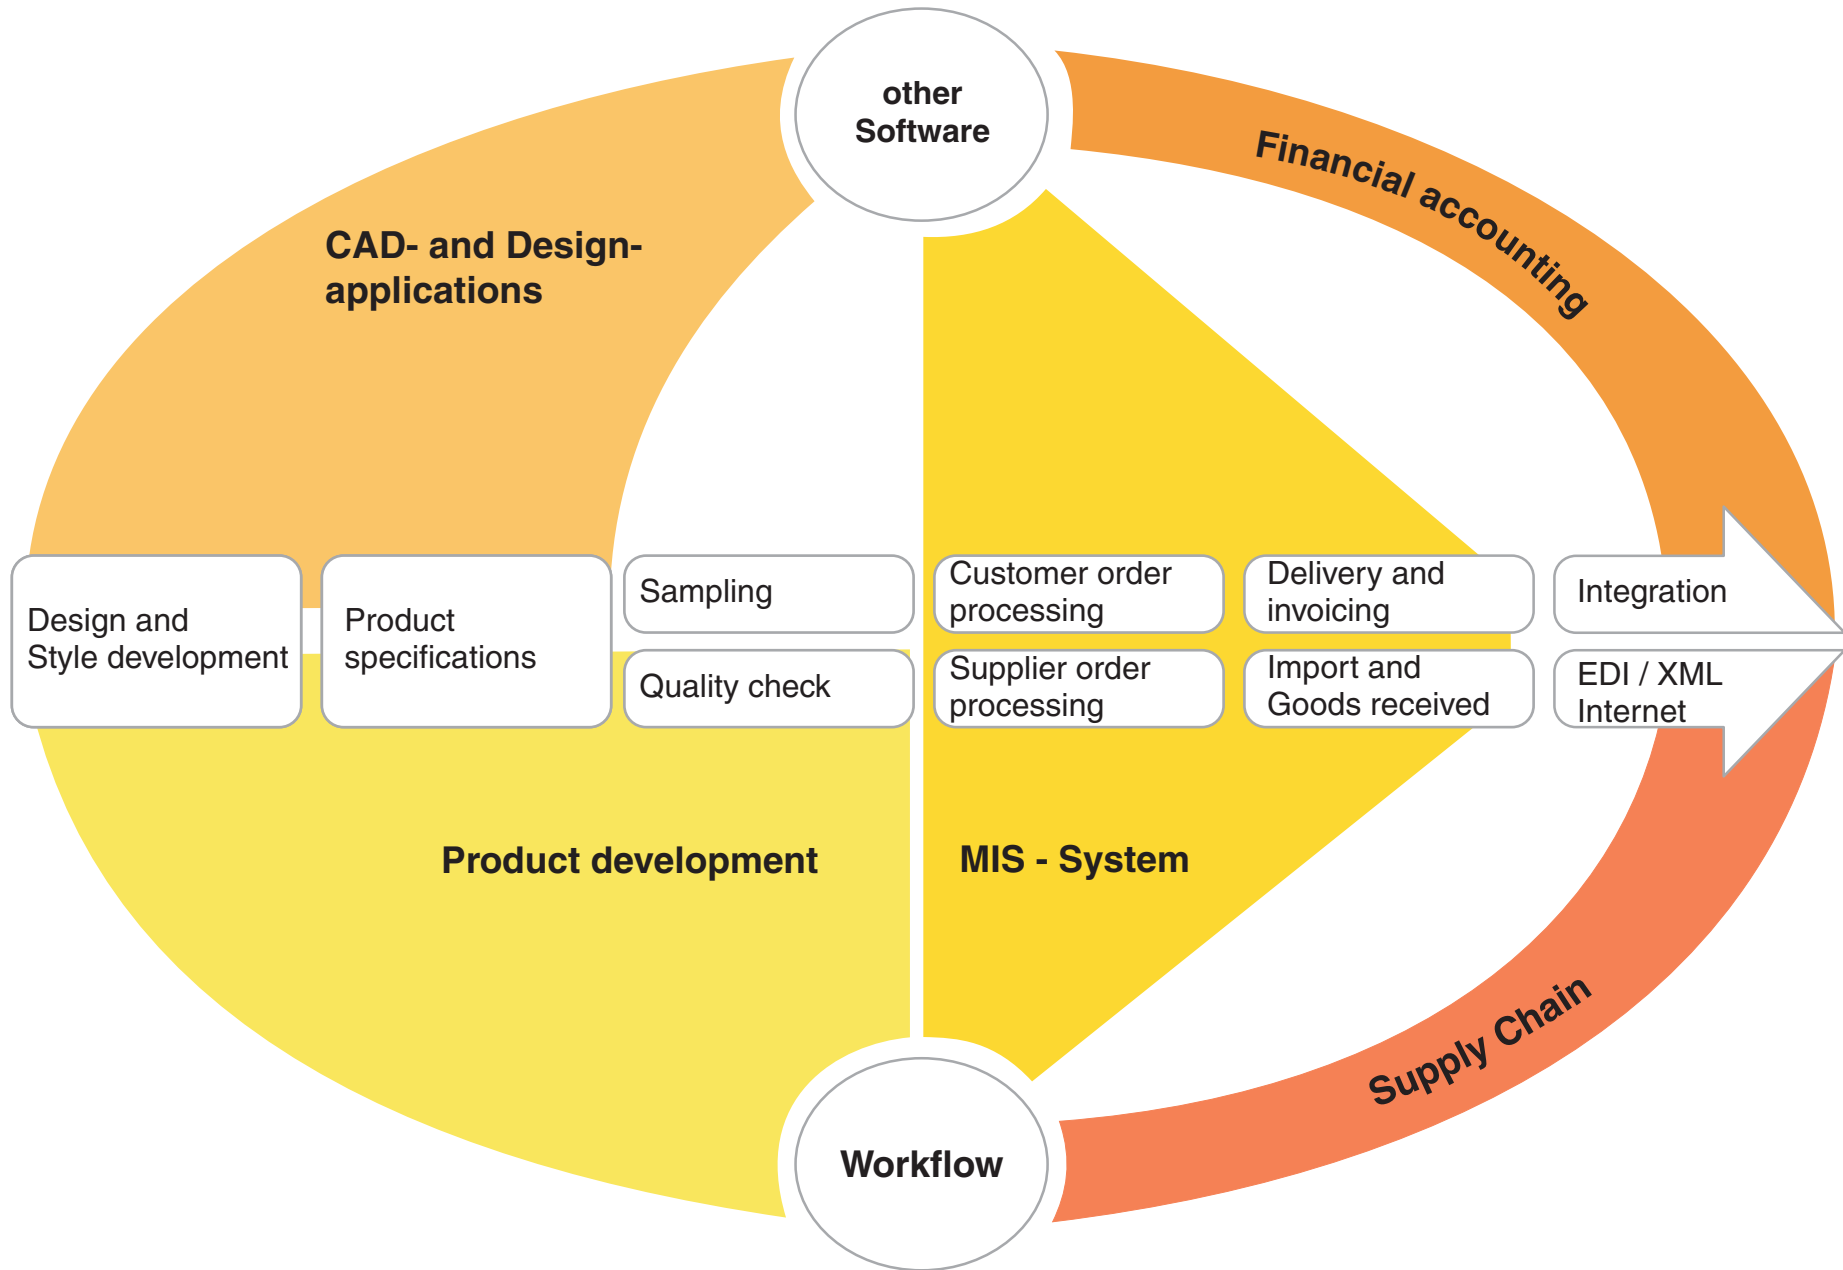 other
Software
Financial accounting
CAD- and Design-
applications
Design and
Style development
Product
specifications
Sampling
Quality check
Customer order
processing
Supplier order
processing
Delivery and
invoicing
Import and
Goods received
Integration
EDI / XML
Internet
Product development
MIS - System
Supply Chain
Workflow